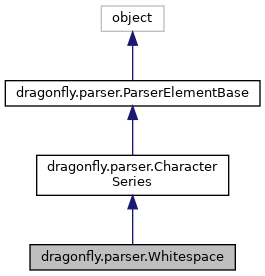 object
dragonfly.parser.ParserElementBase
dragonfly.parser.Character
Series
dragonfly.parser.Whitespace